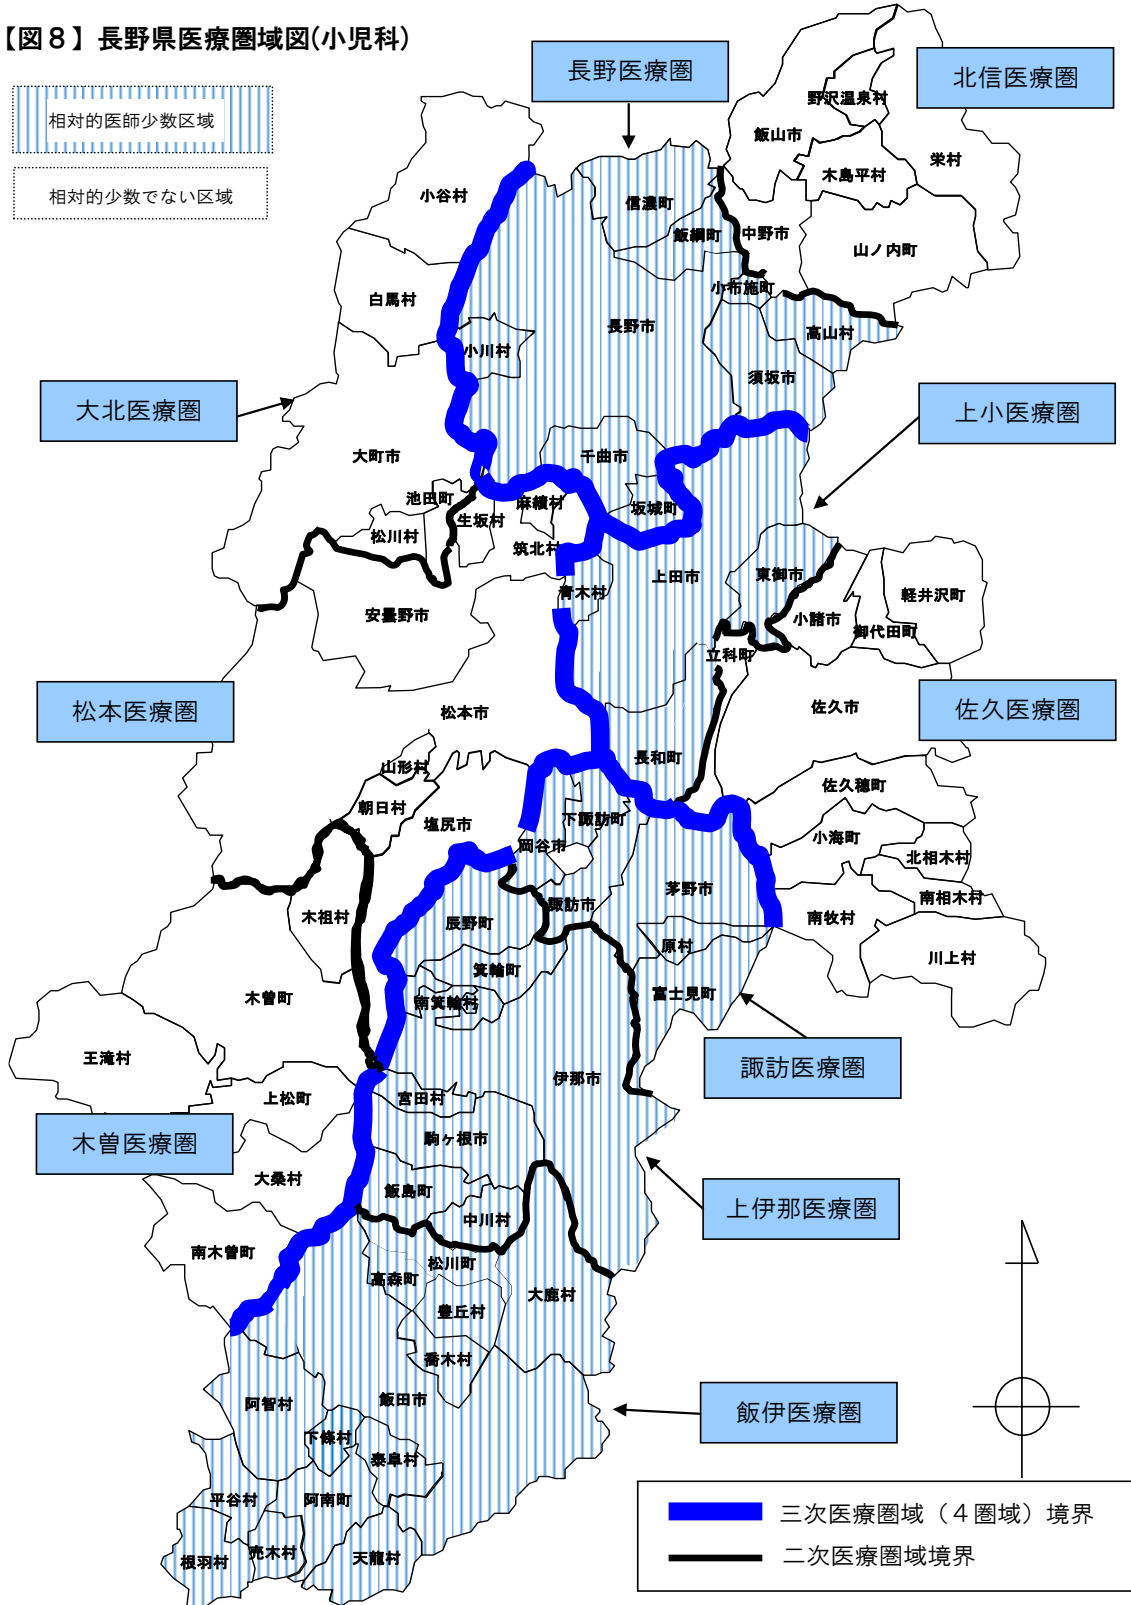 【図８】長野県医療圏域図(小児科)
相対的医師少数区域
相対的少数でない区域
長野医療圏
北信医療圏
野沢温泉村
飯山市
栄村
木島平村
小谷村
信濃町
飯綱町
中野市
山ノ内町
白馬村
小布施町
長野市
高山村
小川村
須坂市
大北医療圏
上小医療圏
大町市
千曲市
池田町
麻績村
坂城町
松川村
生坂村
筑北村
上田市
東御市
青木村
軽井沢町
安曇野市
小諸市
御代田町
立科町
松本医療圏
松本市
佐久市
佐久医療圏
山形村
長和町
朝日村
佐久穂町
塩尻市
下諏訪町
小海町
岡谷市
北相木村
茅野市
南相木村
諏訪市
木祖村
辰野町
南牧村
原村
川上村
箕輪町
木曽町
南箕輪村
富士見町
王滝村
諏訪医療圏
伊那市
上松町
宮田村
木曽医療圏
駒ヶ根市
大桑村
飯島町
上伊那医療圏
中川村
南木曽町
松川町
高森町
大鹿村
豊丘村
喬木村
飯田市
阿智村
飯伊医療圏
下條村
泰阜村
平谷村
阿南町
三次医療圏域（４圏域）境界
売木村
天龍村
根羽村
二次医療圏域境界